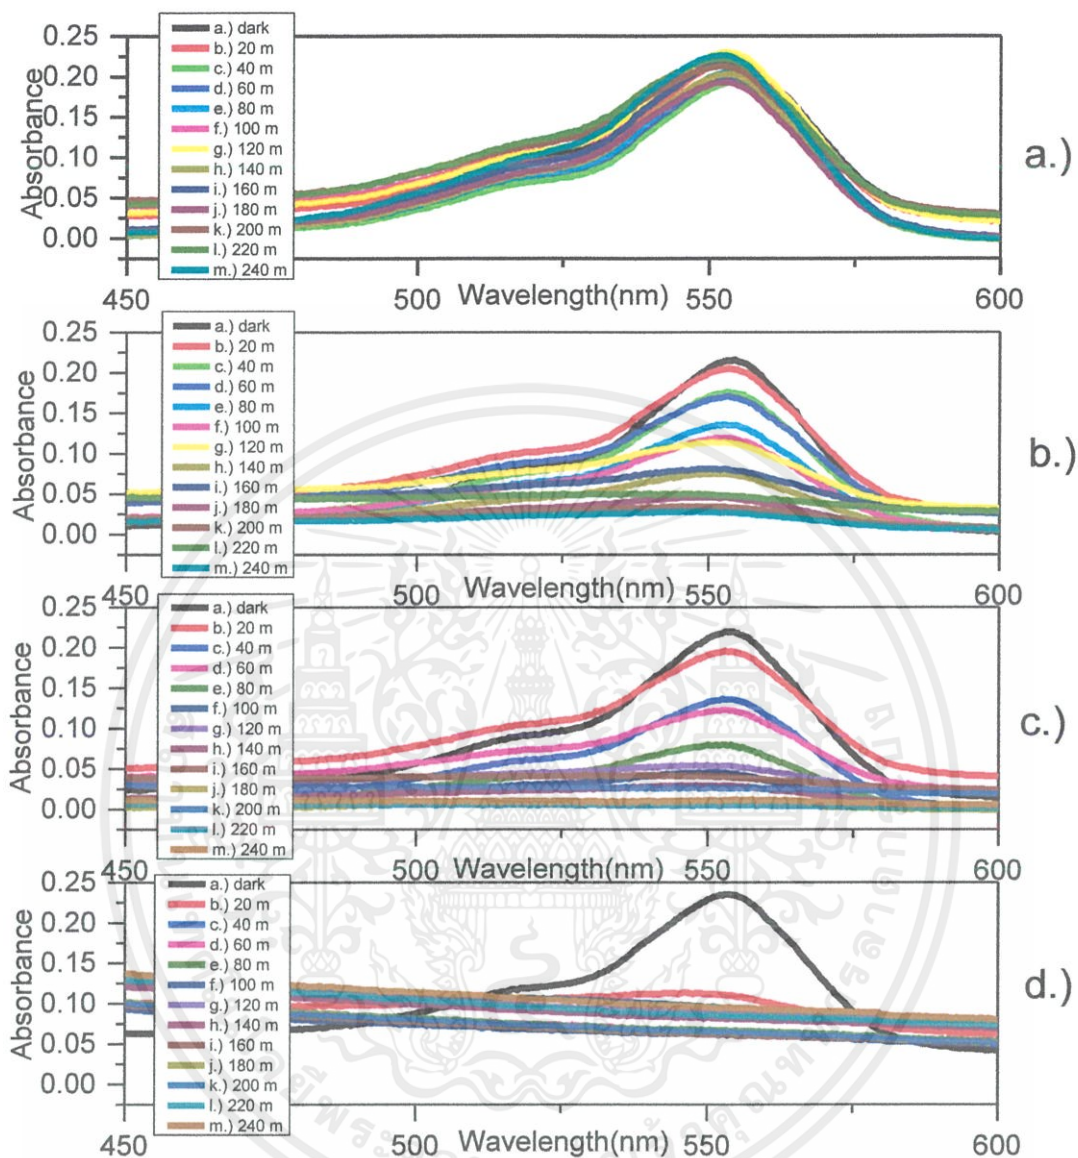 a.) dark
b.) 20 m
c.) 40 m
d.) 60 m
e.) 80 m
f.) 100 m
g.) 120 m
h.) 140 m
i.) 160 m
j.) 180 m
k.) 200 m
l.) 220 m
m.) 240 m
0.25
0.20
0.15
0.10
0.05
0.00
Absorbance
450
500
550
600
Wavelength(nm)
a.)
a.) dark
b.) 20 m
c.) 40 m
d.) 60 m
e.) 80 m
f.) 100 m
g.) 120 m
h.) 140 m
i.) 160 m
j.) 180 m
k.) 200 m
l.) 220 m
m.) 240 m
0.25
0.20
0.15
0.10
0.05
0.00
Absorbance
450
500
550
600
Wavelength(nm)
b.)
a.) dark
b.) 20 m
c.) 40 m
d.) 60 m
e.) 80 m
f.) 100 m
g.) 120 m
h.) 140 m
i.) 160 m
j.) 180 m
k.) 200 m
l.) 220 m
m.) 240 m
0.25
0.20
0.15
0.10
0.05
0.00
Absorbance
450
500
550
600
Wavelength(nm)
c.)
a.) dark
b.) 20 m
c.) 40 m
d.) 60 m
e.) 80 m
f.) 100 m
g.) 120 m
h.) 140 m
i.) 160 m
j.) 180 m
k.) 200 m
l.) 220 m
m.) 240 m
0.25
0.20
0.15
0.10
0.05
0.00
Absorbance
450
500
550
600
Wavelength(nm)
d.)